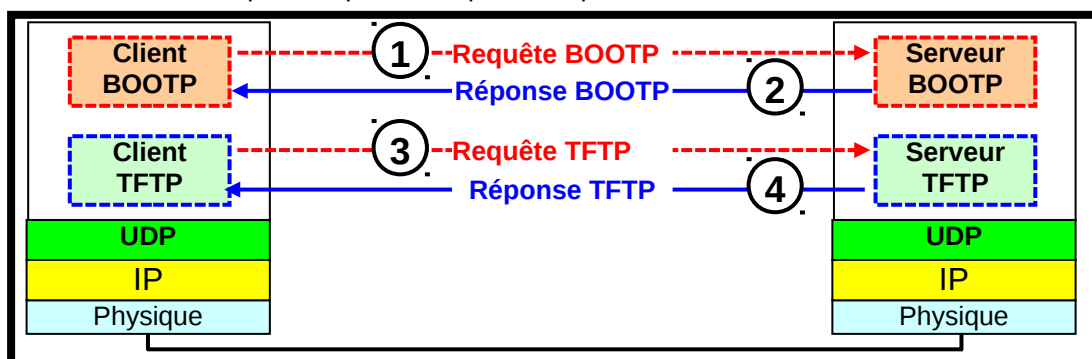 Client
BOOTP
1
Requête BOOTP
Serveur
BOOTP
Réponse BOOTP
2
Client
TFTP
3
Requête TFTP
Serveur
TFTP
Réponse TFTP
4
UDP
UDP
IP
IP
Physique
Physique